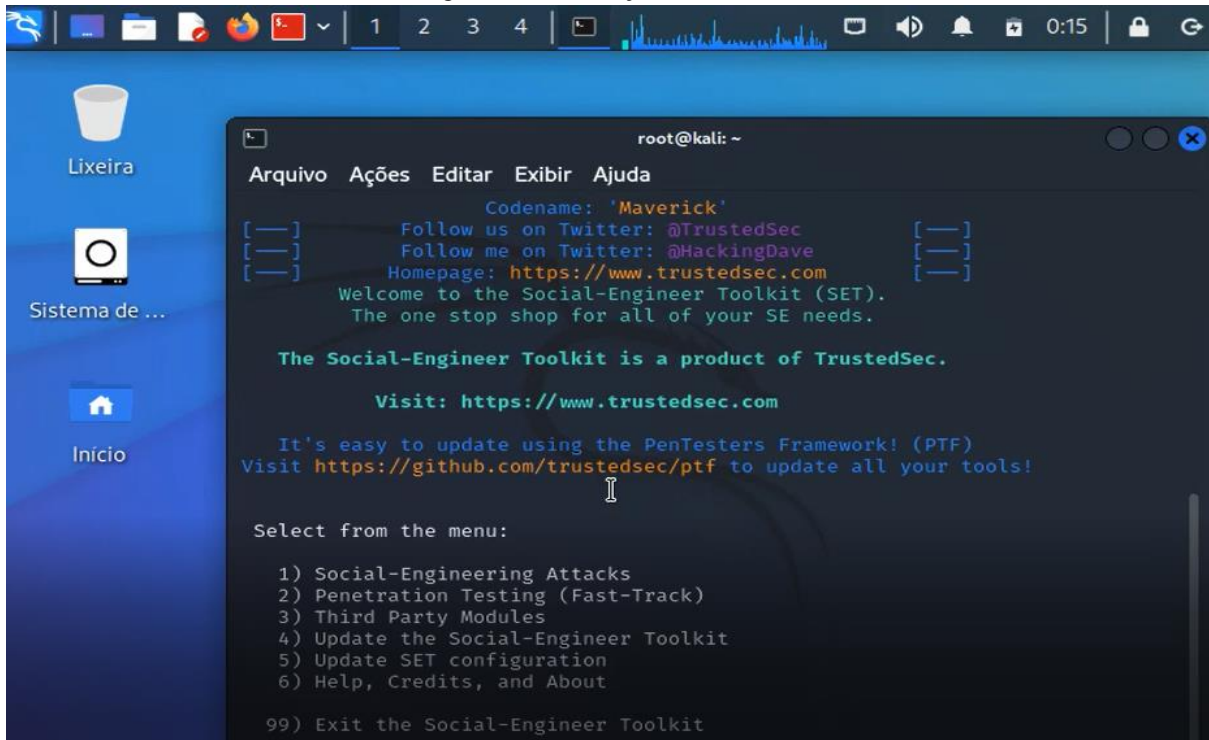 1 2 3 4 0:15
Lixeira
Sistema de ...
Início
root@kali: ~
Arquivo Ações Editar Exibir Ajuda
Codename: 'Maverick'
[—] Follow us on Twitter: @TrustedSec [—]
[—] Follow me on Twitter: @HackingDave [—]
[—] Homepage: https://www.trustedsec.com [—]
Welcome to the Social-Engineer Toolkit (SET).
The one stop shop for all of your SE needs.
The Social-Engineer Toolkit is a product of TrustedSec.
Visit: https://www.trustedsec.com
It's easy to update using the PenTesters Framework! (PTF)
Visit https://github.com/trustedsec/ptf to update all your tools!
Select from the menu:
1) Social-Engineering Attacks
2) Penetration Testing (Fast-Track)
3) Third Party Modules
4) Update the Social-Engineer Toolkit
5) Update SET configuration
6) Help, Credits, and About
99) Exit the Social-Engineer Toolkit